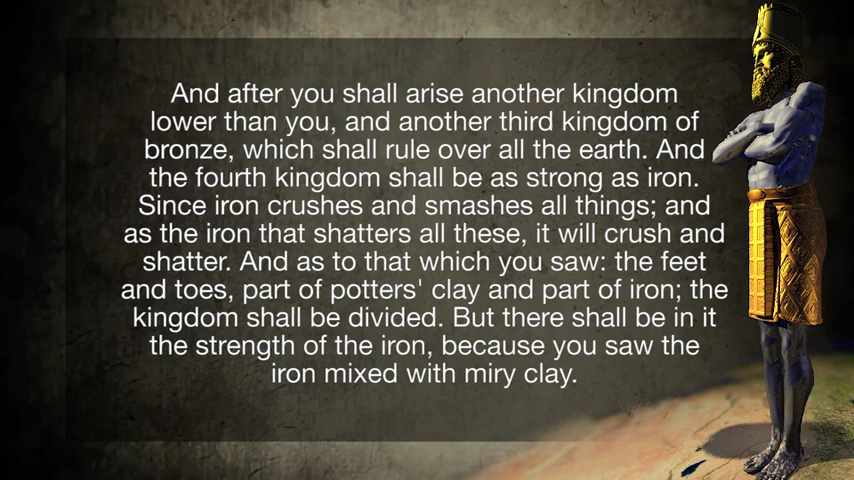 And after you shall arise another kingdom
lower than you, and another third kingdom of
bronze, which shall rule over all the earth. And
the fourth kingdom shall be as strong as iron.
Since iron crushes and smashes all things; and
as the iron that shatters all these, it will crush and
shatter. And as to that which you saw: the feet
and toes, part of potters' clay and part of iron; the
kingdom shall be divided. But there shall be in it
the strength of the iron, because you saw the
iron mixed with miry clay.